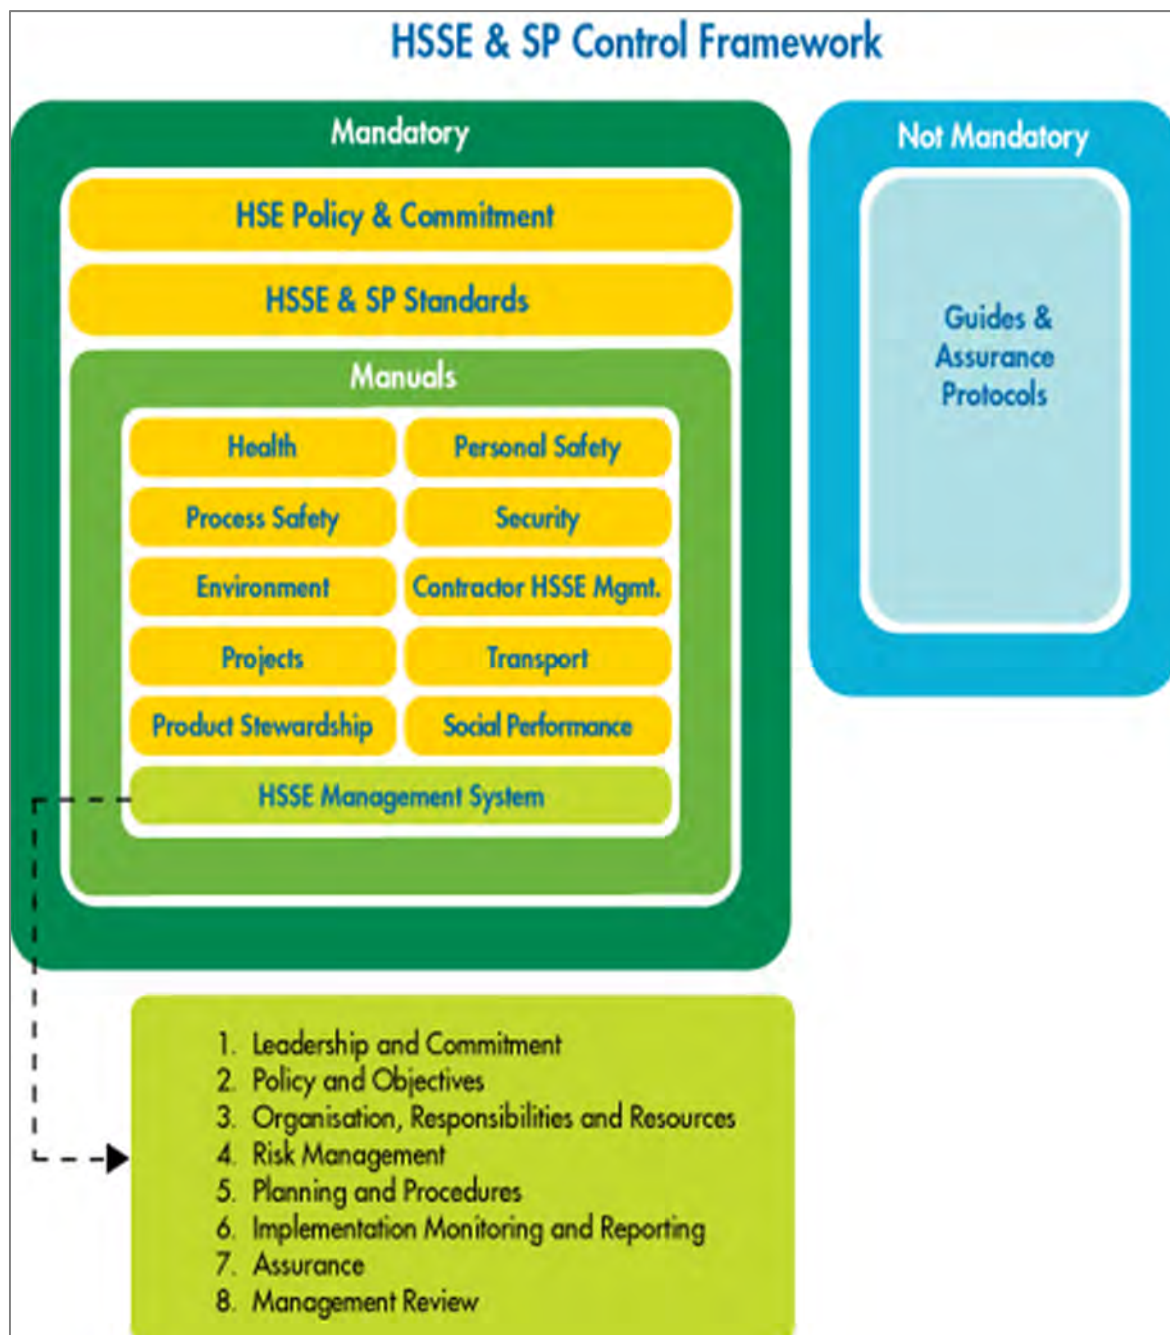 HSSE & SP Control Framework
Mandatory
HSE Policy & Commitment
HSSE & SP Standards
Manuals
Health
Personal Safety
Process Safety
Security
Environment
Contractor HSSE Mgmt.
Projects
Transport
Product Stewardship
Social Performance
HSSE Management System
Not Mandatory
Guides &
Assurance
Protocols
1. Leadership and Commitment
2. Policy and Objectives
3. Organisation, Responsibilities and Resources
4. Risk Management
5. Planning and Procedures
6. Implementation Monitoring and Reporting
7. Assurance
8. Management Review